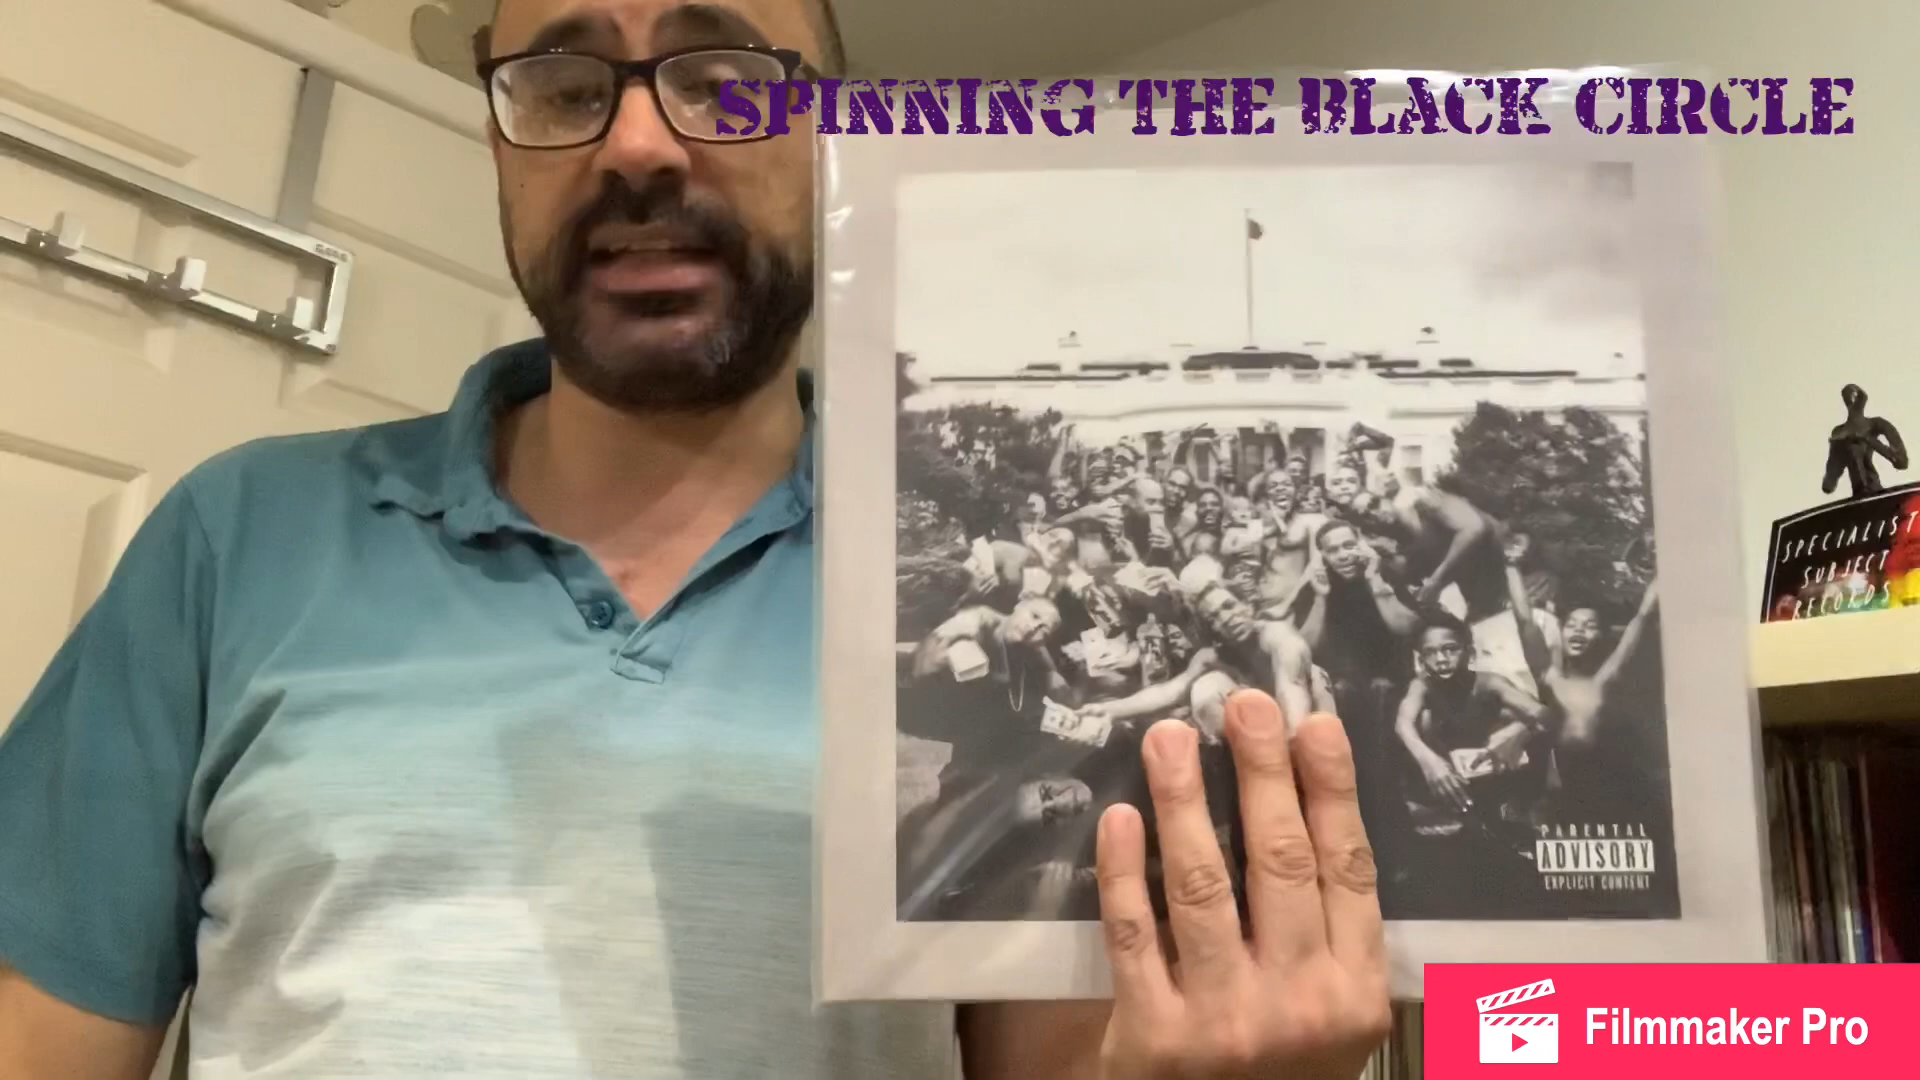 SPINNING THE BLACK CIRCLE
SPECIALIST
SUBJECT
RECORDS
PARENTAL
ADVISORY
EXPLICIT CONTENT
Filmmaker Pro